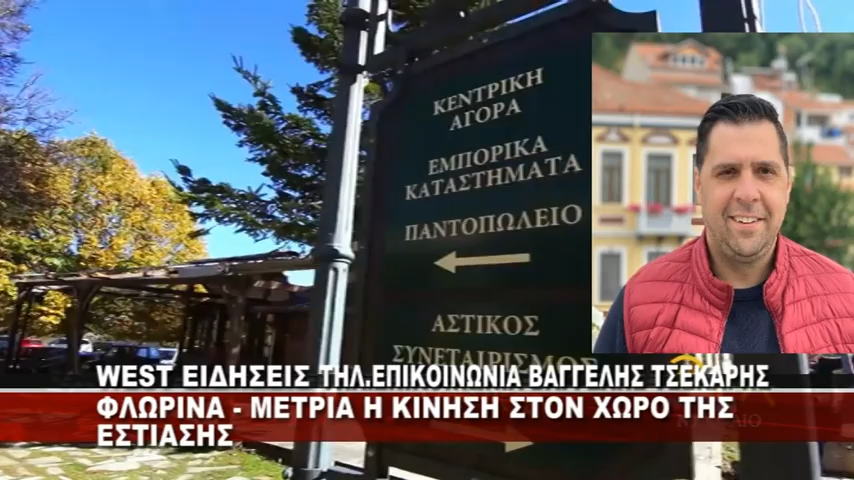 ΚΕΝΤΡΙΚΗ
ΑΓΟΡΑ
ΕΜΠΟΡΙΚΑ
ΚΑΤΑΣΤΗΜΑΤΑ
ΠΑΝΤΟΠΩΛΕΙΟ
ΑΣΤΙΚΟΣ
ΣΥΝΕΤΑΙΡΙΣΜΟΣ
WEST ΕΙΔΗΣΕΙΣ ΤΗΛ.ΕΠΙΚΟΙΝΩΝΙΑ ΒΑΓΓΕΛΗΣ ΤΣΕΚΑΡΗΣ
ΦΛΩΡΙΝΑ - ΜΕΤΡΙΑ Η ΚΙΝΗΣΗ ΣΤΟΝ ΧΩΡΟ ΤΗΣ
ΕΣΤΙΑΣΗΣ